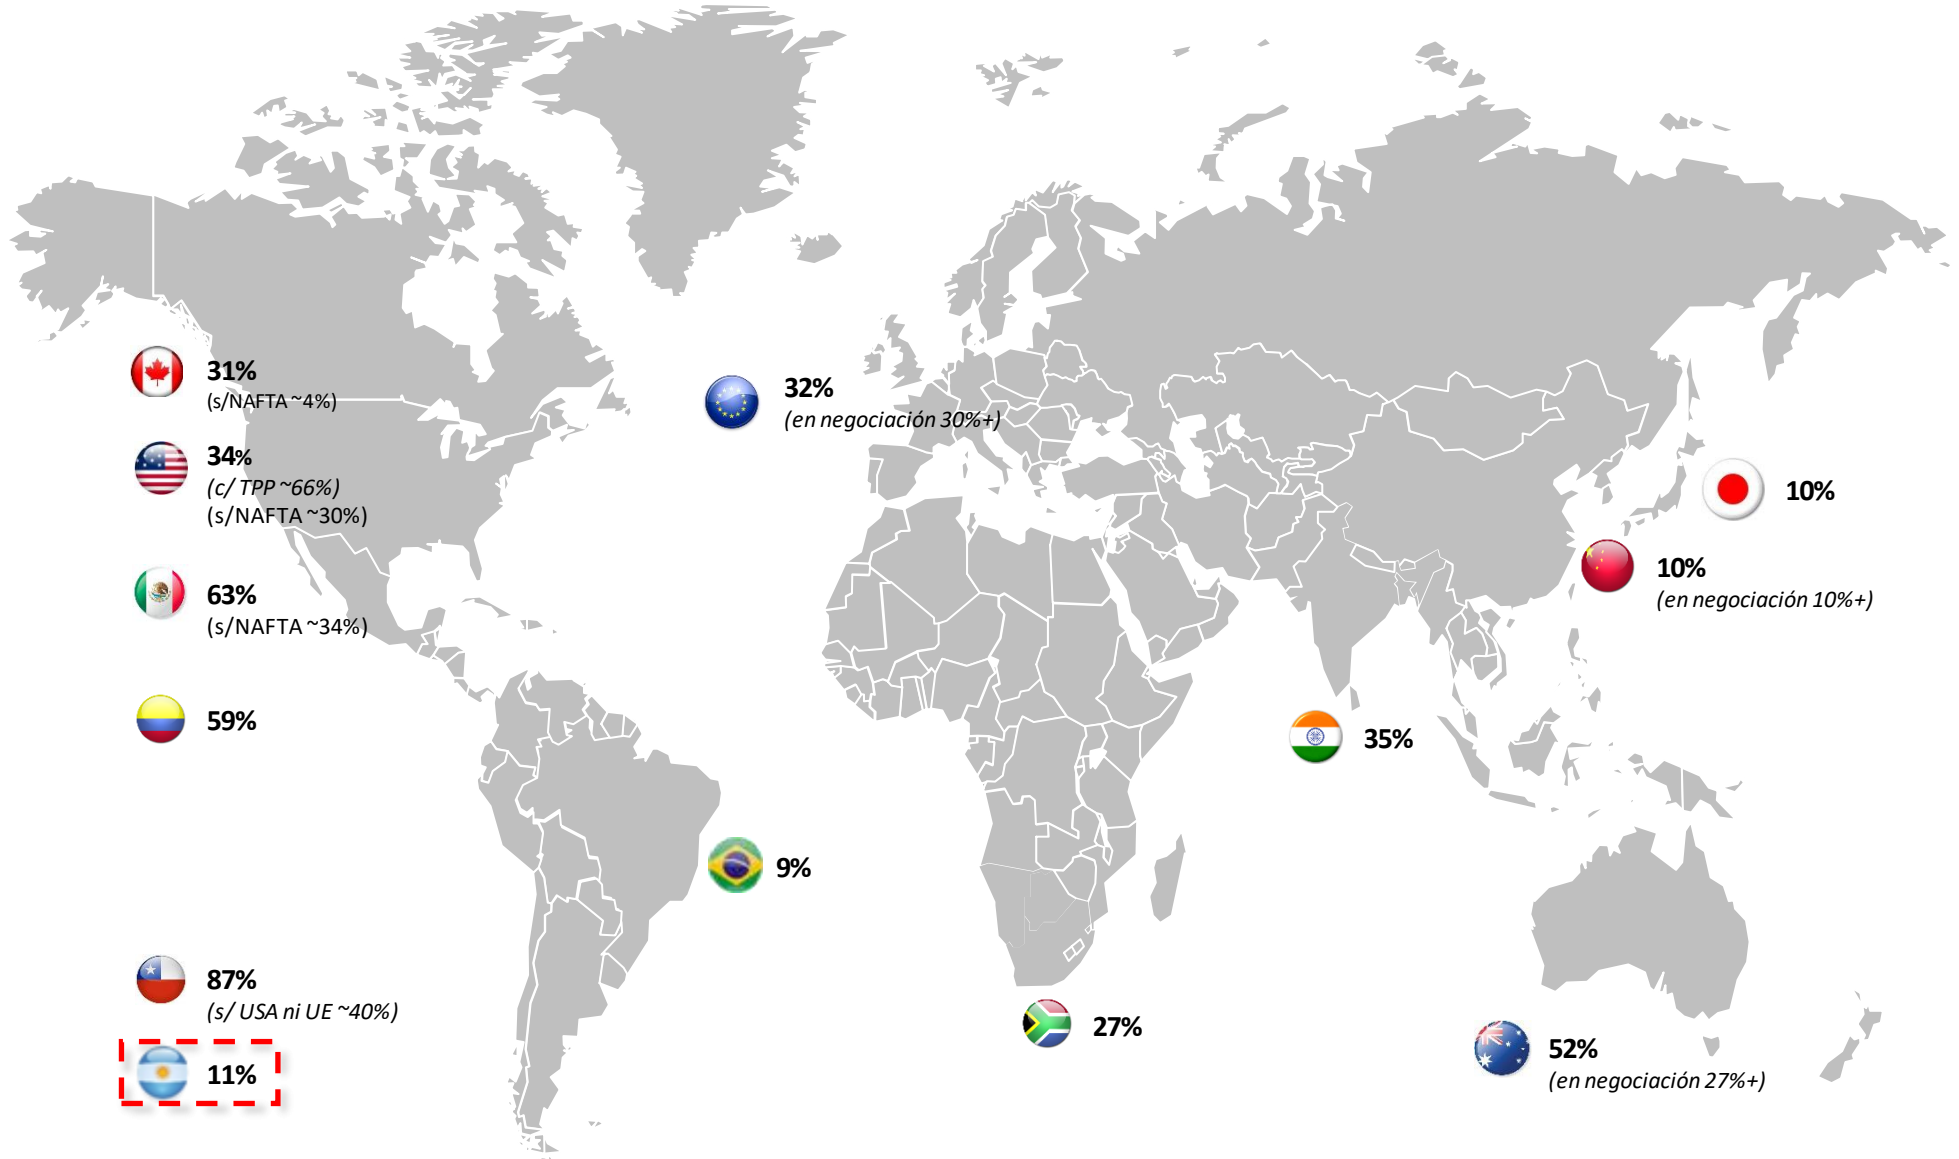 31%
(s/NAFTA ~4%)
34%
(c/ TPP ~66%)
(s/NAFTA ~30%)
63%
(s/NAFTA ~34%)
59%
87%
(s/ USA ni UE ~40%)
11%
32%
(en negociación 30%+)
9%
27%
35%
10%
10%
(en negociación 10%+)
52%
(en negociación 27%+)